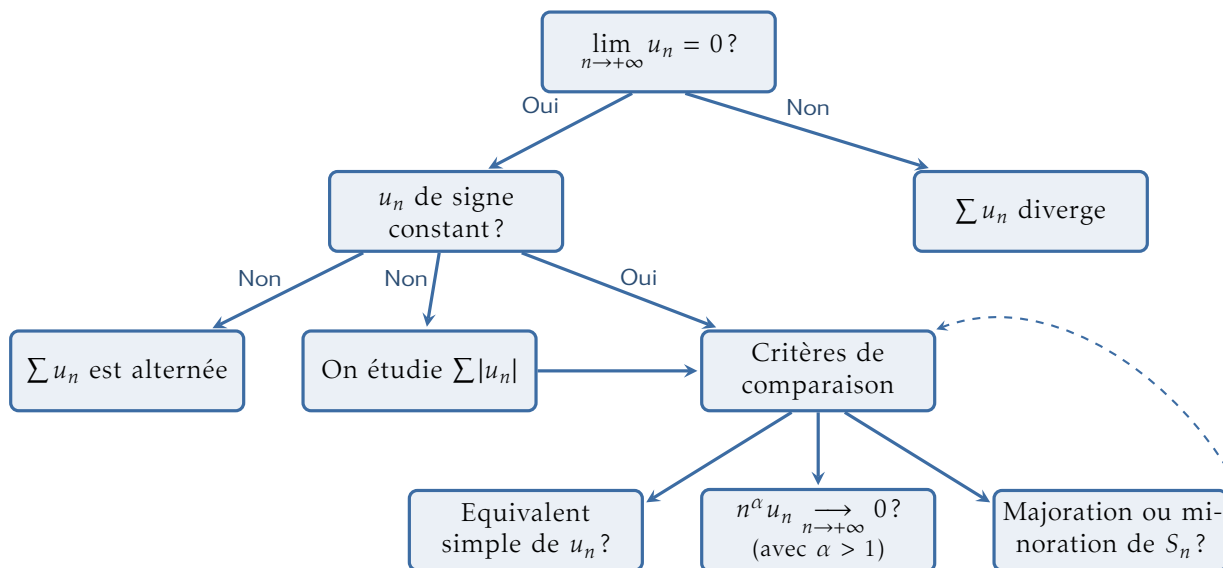 lim u_n = 0 ?
n→+∞
Oui
Non
u_n de signe
constant ?
∑ u_n diverge
Non
Non
Oui
∑ u_n est alternée
On étudie ∑|u_n|
Critères de
comparaison
Equivalent
simple de u_n ?
n^α u_n ⟶ 0 ?
n→+∞
(avec α > 1)
Majoration ou mi-
noration de S_n ?